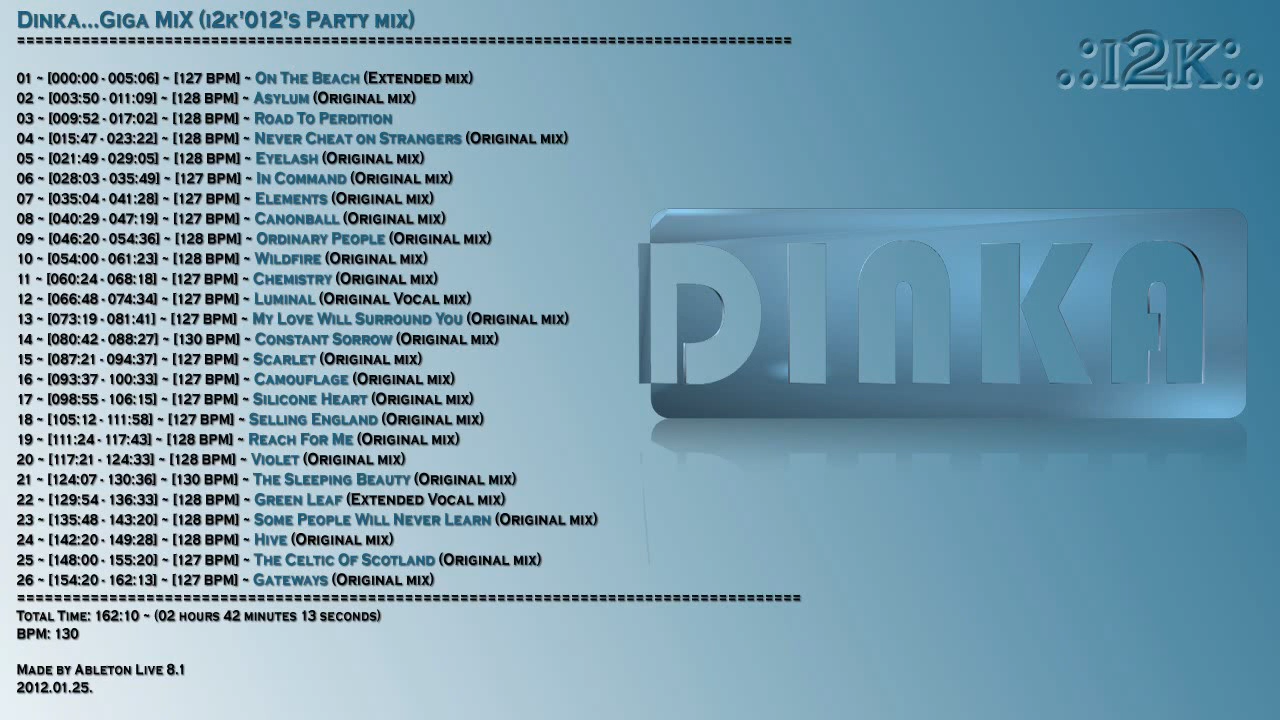 Dinka...Giga MiX (i2k'012's Party mix)
.:I2K:.
====================================================================================
01 ~ [000:00 - 005:06] ~ [127 BPM] ~ On The Beach (Extended mix)
02 ~ [003:50 - 011:09] ~ [128 BPM] ~ Asylum (Original mix)
03 ~ [009:52 - 017:02] ~ [128 BPM] ~ Road To Perdition
04 ~ [015:47 - 023:22] ~ [128 BPM] ~ Never Cheat on Strangers (Original mix)
05 ~ [021:49 - 029:05] ~ [128 BPM] ~ Eyelash (Original mix)
06 ~ [028:03 - 035:49] ~ [127 BPM] ~ In Command (Original mix)
07 ~ [035:04 - 041:28] ~ [127 BPM] ~ Elements (Original mix)
08 ~ [040:29 - 047:19] ~ [127 BPM] ~ Canonball (Original mix)
09 ~ [046:20 - 054:36] ~ [128 BPM] ~ Ordinary People (Original mix)
10 ~ [054:00 - 061:23] ~ [128 BPM] ~ Wildfire (Original mix)
11 ~ [060:24 - 068:18] ~ [127 BPM] ~ Chemistry (Original mix)
12 ~ [066:48 - 074:34] ~ [127 BPM] ~ Luminal (Original Vocal mix)
13 ~ [073:19 - 081:41] ~ [127 BPM] ~ My Love Will Surround You (Original mix)
14 ~ [080:42 - 088:27] ~ [130 BPM] ~ Constant Sorrow (Original mix)
15 ~ [087:21 - 094:37] ~ [127 BPM] ~ Scarlet (Original mix)
16 ~ [093:37 - 100:33] ~ [127 BPM] ~ Camouflage (Original mix)
17 ~ [098:55 - 106:15] ~ [127 BPM] ~ Silicone Heart (Original mix)
18 ~ [105:12 - 111:58] ~ [127 BPM] ~ Selling England (Original mix)
19 ~ [111:24 - 117:43] ~ [128 BPM] ~ Reach For Me (Original mix)
20 ~ [117:21 - 124:33] ~ [128 BPM] ~ Violet (Original mix)
21 ~ [124:07 - 130:36] ~ [130 BPM] ~ The Sleeping Beauty (Original mix)
22 ~ [129:54 - 136:33] ~ [128 BPM] ~ Green Leaf (Extended Vocal mix)
23 ~ [135:48 - 143:20] ~ [128 BPM] ~ Some People Will Never Learn (Original mix)
24 ~ [142:20 - 149:28] ~ [128 BPM] ~ Hive (Original mix)
25 ~ [148:00 - 155:20] ~ [127 BPM] ~ The Celtic Of Scotland (Original mix)
26 ~ [154:20 - 162:13] ~ [127 BPM] ~ Gateways (Original mix)
=====================================================================================
Total Time: 162:10 ~ (02 hours 42 minutes 13 seconds)
BPM: 130
Made by Ableton Live 8.1
2012.01.25.
DINKA